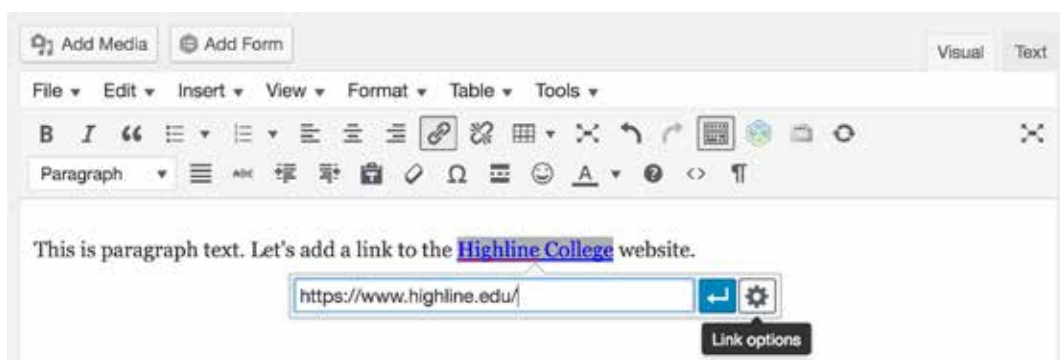 Add Media Add Form
Visual Text
File Edit Insert View Format Table Tools
B I
Paragraph ABC Ω A
This is paragraph text. Let's add a link to the Highline College website.
https://www.highline.edu/
Link options